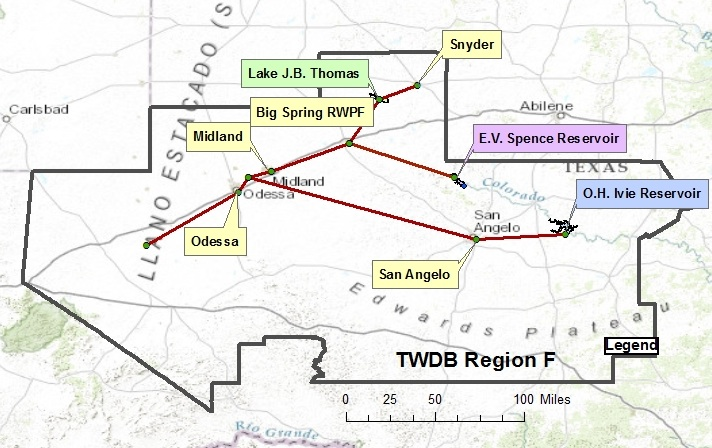 Snyder
Lake J.B. Thomas
Carlsbad
Big Spring RWPF
Abilene
Midland
E.V. Spence Reservoir
TEXAS
Midland
Colorado
O.H. Ivie Reservoir
Odessa
LLANO ESTACADO (S
San
Angelo
Odessa
San Angelo
Edwards Plateau
Legend
TWDB Region F
0 25 50 100 Miles
Rio Grande